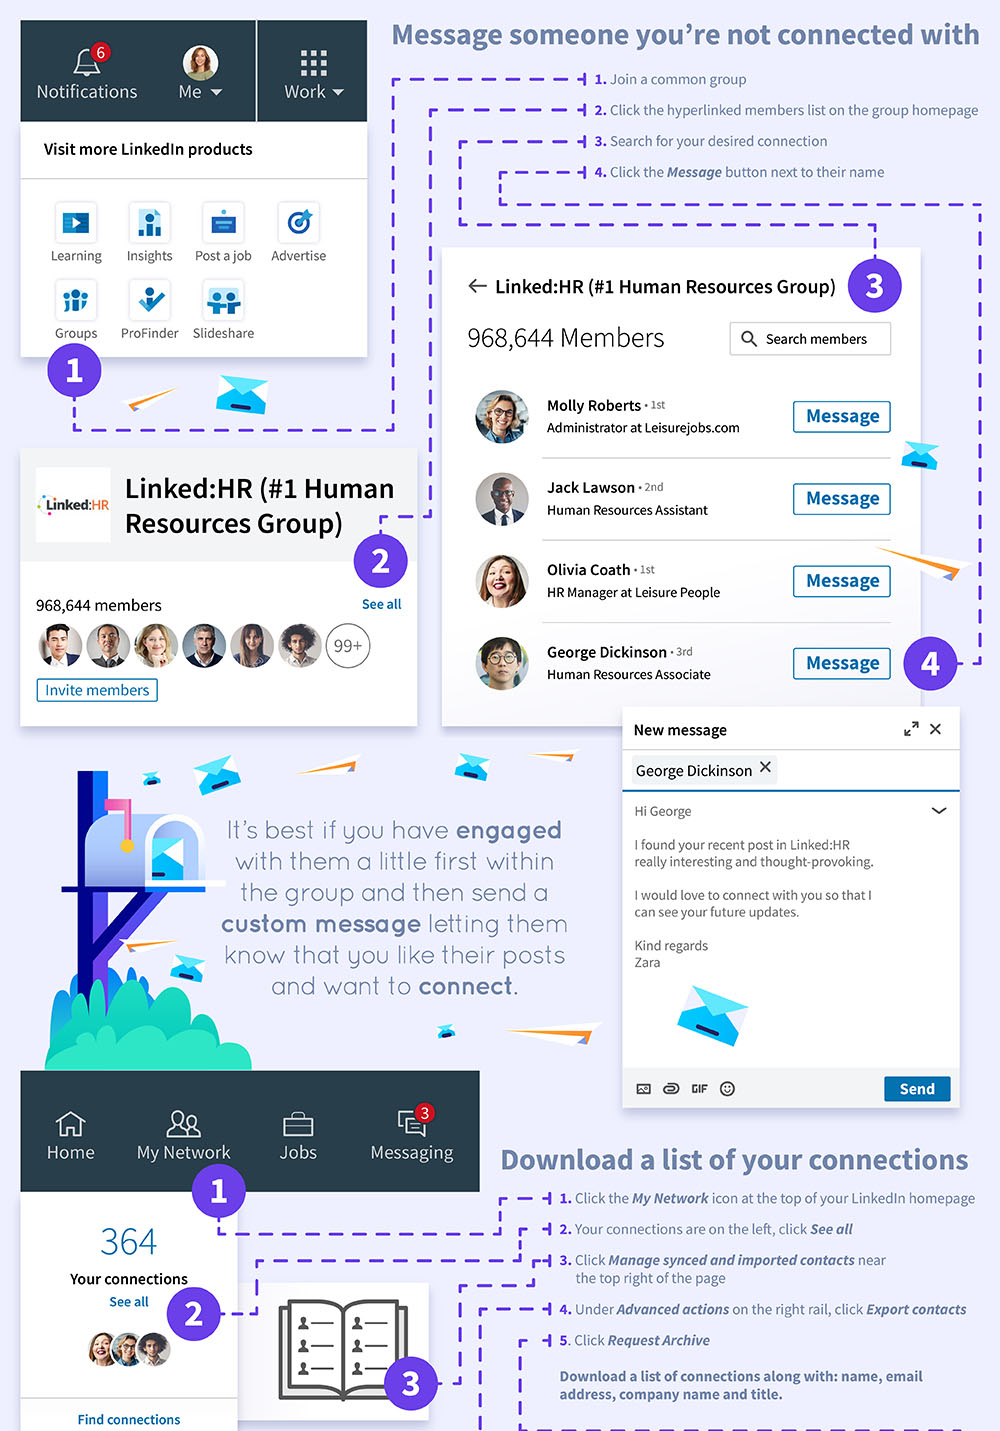 Message someone you're not connected with
1. Join a common group
2. Click the hyperlinked members list on the group homepage
3. Search for your desired connection
4. Click the Message button next to their name
6
Notifications
Me
Work
Visit more LinkedIn products
Learning
Insights
Post a job
Advertise
Groups
ProFinder
Slideshare
1
Linked:HR
Linked:HR (#1 Human
Resources Group)
2
968,644 members
See all
99+
Invite members
Linked:HR (#1 Human Resources Group)
3
968,644 Members
Search members
Molly Roberts • 1st
Administrator at Leisurejobs.com
Message
Jack Lawson • 2nd
Human Resources Assistant
Message
Olivia Coath • 1st
HR Manager at Leisure People
Message
George Dickinson • 3rd
Human Resources Associate
Message
4
New message
George Dickinson
Hi George
I found your recent post in Linked:HR
really interesting and thought-provoking.
I would love to connect with you so that I
can see your future updates.
Kind regards
Zara
GIF
Send
It's best if you have engaged
with them a little first within
the group and then send a
custom message letting them
know that you like their posts
and want to connect.
Home
My Network
Jobs
3
Messaging
1
364
Your connections
See all
2
Find connections
3
Download a list of your connections
1. Click the My Network icon at the top of your LinkedIn homepage
2. Your connections are on the left, click See all
3. Click Manage synced and imported contacts near
the top right of the page
4. Under Advanced actions on the right rail, click Export contacts
5. Click Request Archive
Download a list of connections along with: name, email
address, company name and title.